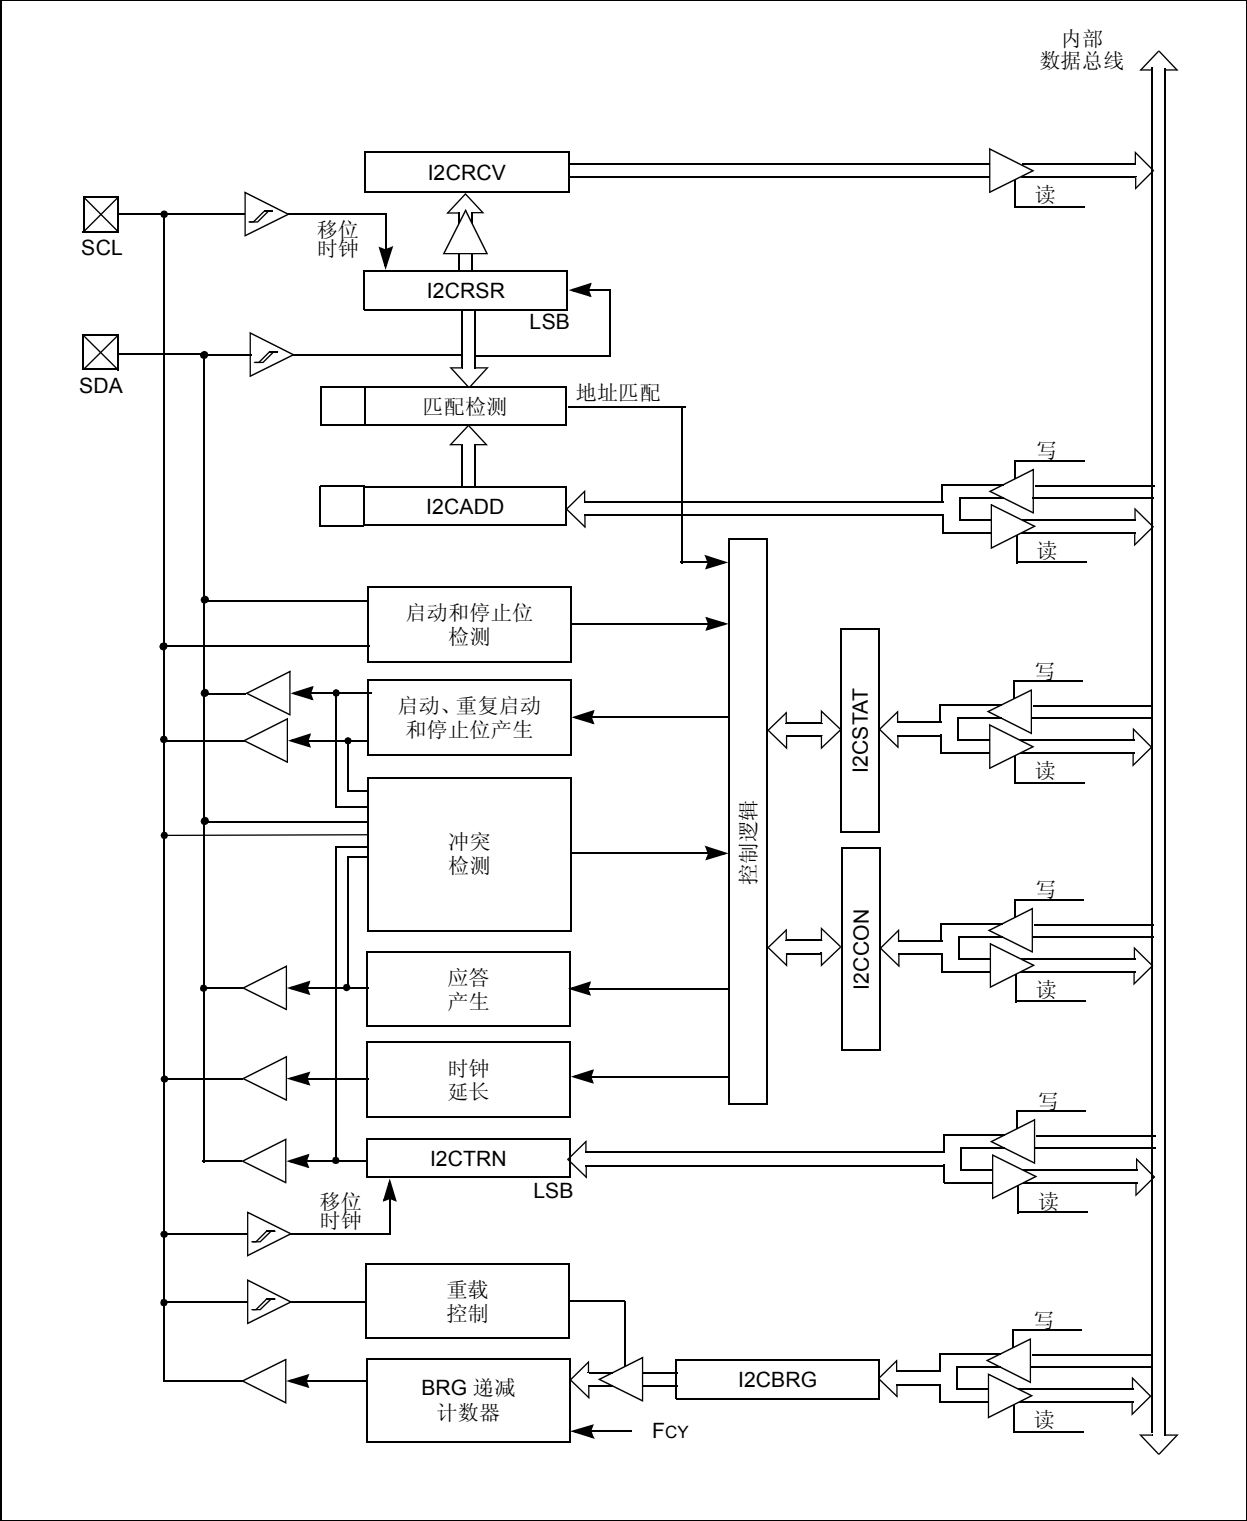 内部
数据总线
I2CRCV
读
SCL
移位
时钟
I2CRSR
LSB
SDA
匹配检测
地址匹配
写
I2CADD
读
启动和停止位
检测
写
启动、重复启动
和停止位产生
I2CSTAT
读
控制逻辑
冲突
检测
写
I2CCON
应答
产生
读
时钟
延长
写
I2CTRN
LSB
读
移位
时钟
重载
控制
写
BRG 递减
计数器
I2CBRG
FCY
读